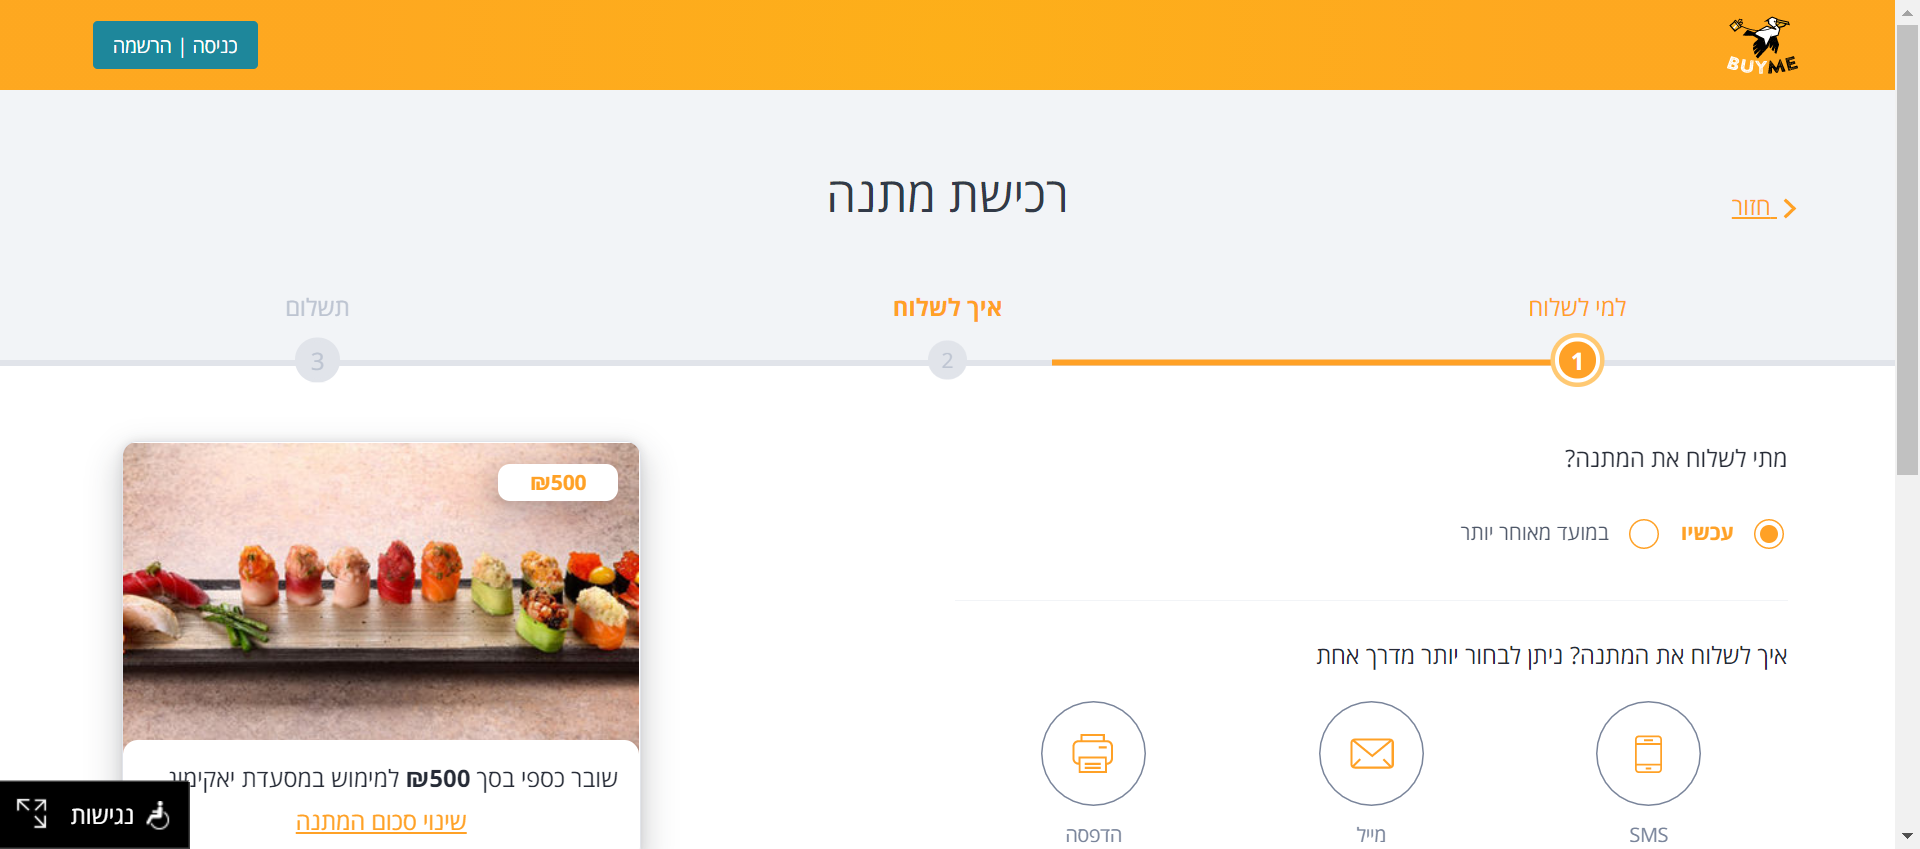 כניסה | הרשמה
BUYME
רכישת מתנה
חזור
למי לשלוח
איך לשלוח
תשלום
1
2
3
מתי לשלוח את המתנה?
עכשיו
במועד מאוחר יותר
איך לשלוח את המתנה? ניתן לבחור יותר מדרך אחת
SMS
מייל
הדפסה
₪500
שובר כספי בסך ₪500 למימוש במסעדת
שינוי סכום המתנה
נגישות